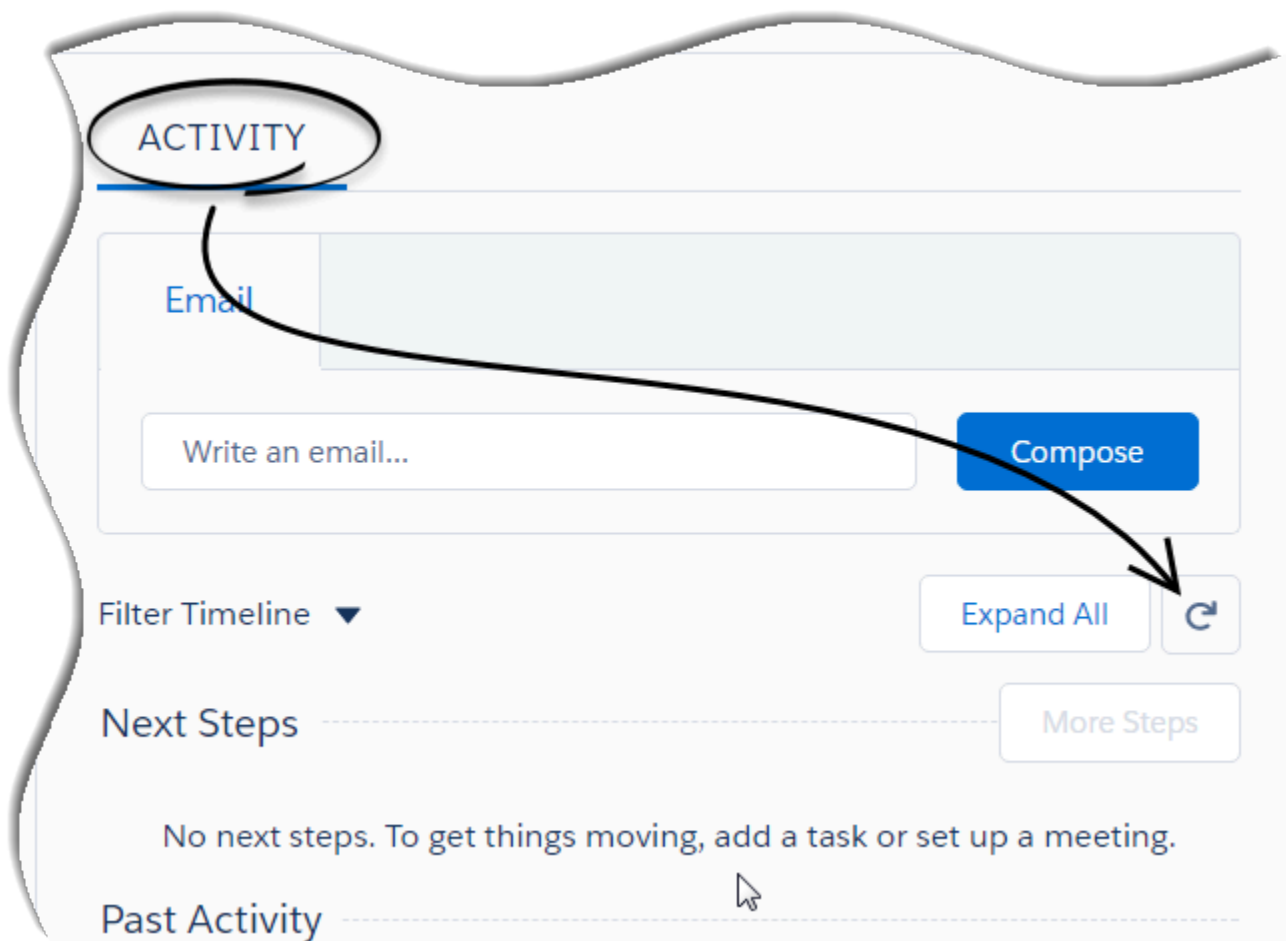 ACTIVITY
Email
Write an email...
Compose
Filter Timeline
Expand All
Next Steps
More Steps
No next steps. To get things moving, add a task or set up a meeting.
Past Activity